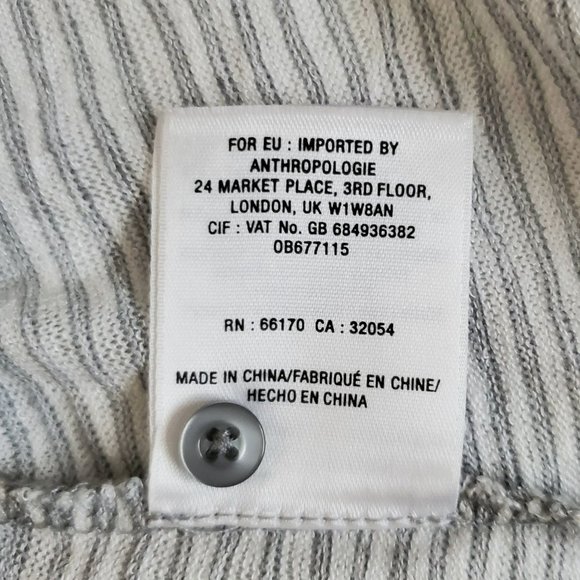 FOR EU : IMPORTED BY
ANTHROPOLOGIE
24 MARKET PLACE, 3RD FLOOR,
LONDON, UK W1W8AN
CIF : VAT No. GB 684936382
OB677115
RN : 66170 CA : 32054
MADE IN CHINA/FABRIQUÉ EN CHINE/
HECHO EN CHINA